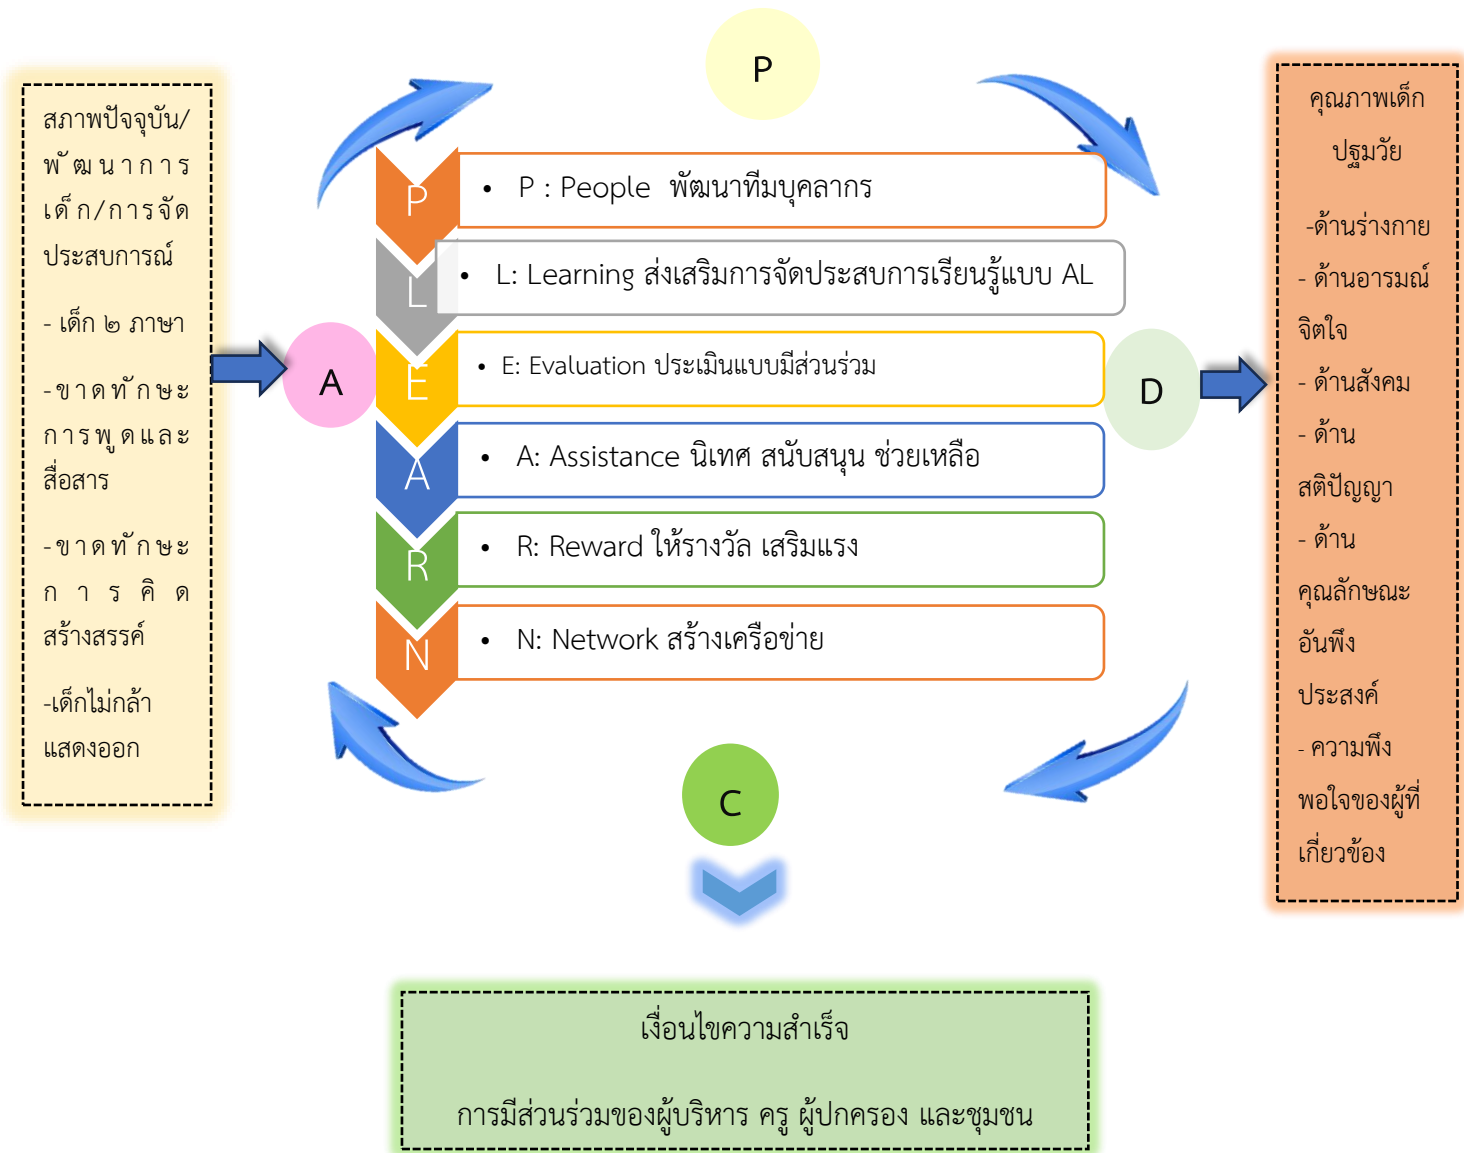 P
สภาพปัจจุบัน/
พัฒนาการ
เด็ก/การจัด
ประสบการณ์
- เด็ก ๒ ภาษา
-ขาดทักษะ
การพูดและ
สื่อสาร
-ขาดทักษะ
การคิด
สร้างสรรค์
-เด็กไม่กล้า
แสดงออก
A
P
• P : People พัฒนาทีมบุคลากร
L
• L: Learning ส่งเสริมการจัดประสบการเรียนรู้แบบ AL
E
• E: Evaluation ประเมินแบบมีส่วนร่วม
A
• A: Assistance นิเทศ สนับสนุน ช่วยเหลือ
R
• R: Reward ให้รางวัล เสริมแรง
N
• N: Network สร้างเครือข่าย
D
คุณภาพเด็ก
ปฐมวัย
-ด้านร่างกาย
- ด้านอารมณ์
จิตใจ
- ด้านสังคม
- ด้าน
สติปัญญา
- ด้าน
คุณลักษณะ
อันพึง
ประสงค์
- ความพึง
พอใจของผู้ที่
เกี่ยวข้อง
C
เงื่อนไขความสำเร็จ
การมีส่วนร่วมของผู้บริหาร ครู ผู้ปกครอง และชุมชน